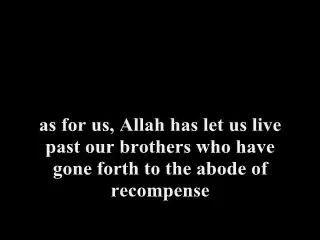 as for us, Allah has let us live
past our brothers who have
gone forth to the abode of
recompense